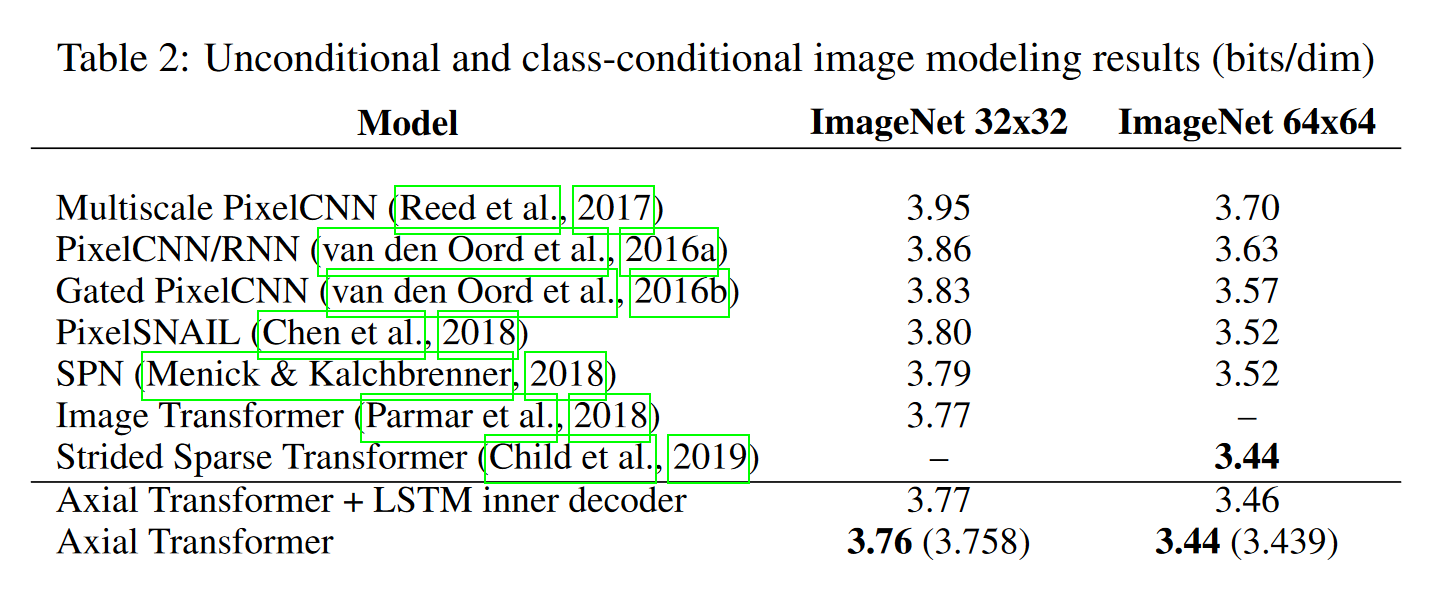 Table 2: Unconditional and class-conditional image modeling results (bits/dim)
Model ImageNet 32x32 ImageNet 64x64
Multiscale PixelCNN (Reed et al., 2017) 3.95 3.70
PixelCNN/RNN (van den Oord et al., 2016a) 3.86 3.63
Gated PixelCNN (van den Oord et al., 2016b) 3.83 3.57
PixelSNAIL (Chen et al., 2018) 3.80 3.52
SPN (Menick & Kalchbrenner, 2018) 3.79 3.52
Image Transformer (Parmar et al., 2018) 3.77 –
Strided Sparse Transformer (Child et al., 2019) – 3.44
Axial Transformer + LSTM inner decoder 3.77 3.46
Axial Transformer 3.76 (3.758) 3.44 (3.439)